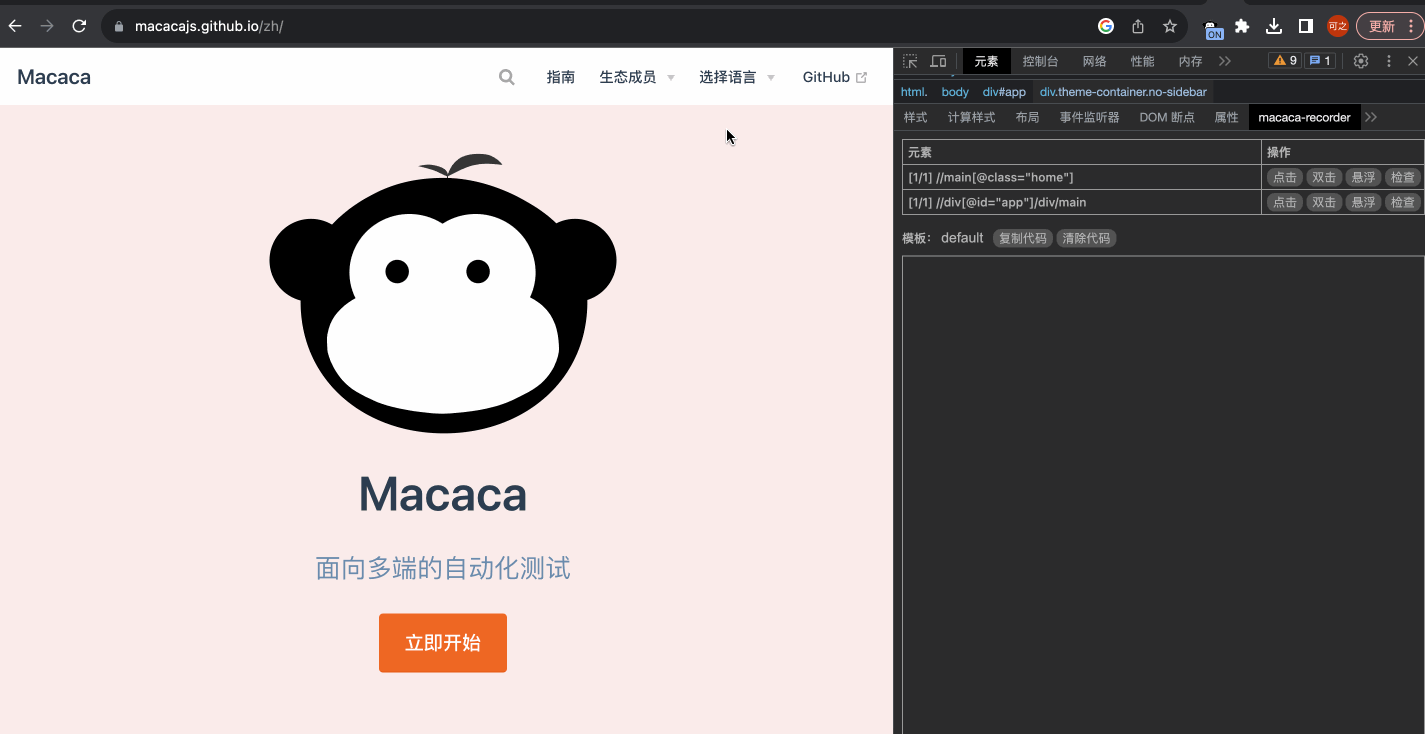 macacajs.github.io/zh/
ON
可之
更新
Macaca
指南
生态成员
选择语言
GitHub
Macaca
面向多端的自动化测试
立即开始
元素 控制台 网络 性能 内存 9 1
html. body div#app div.theme-container.no-sidebar
样式 计算样式 布局 事件监听器 DOM 断点 属性 macaca-recorder
元素 操作
[1/1] //main[@class="home"] 点击 双击 悬浮 检查
[1/1] //div[@id="app"]/div/main 点击 双击 悬浮 检查
模板： default 复制代码 清除代码